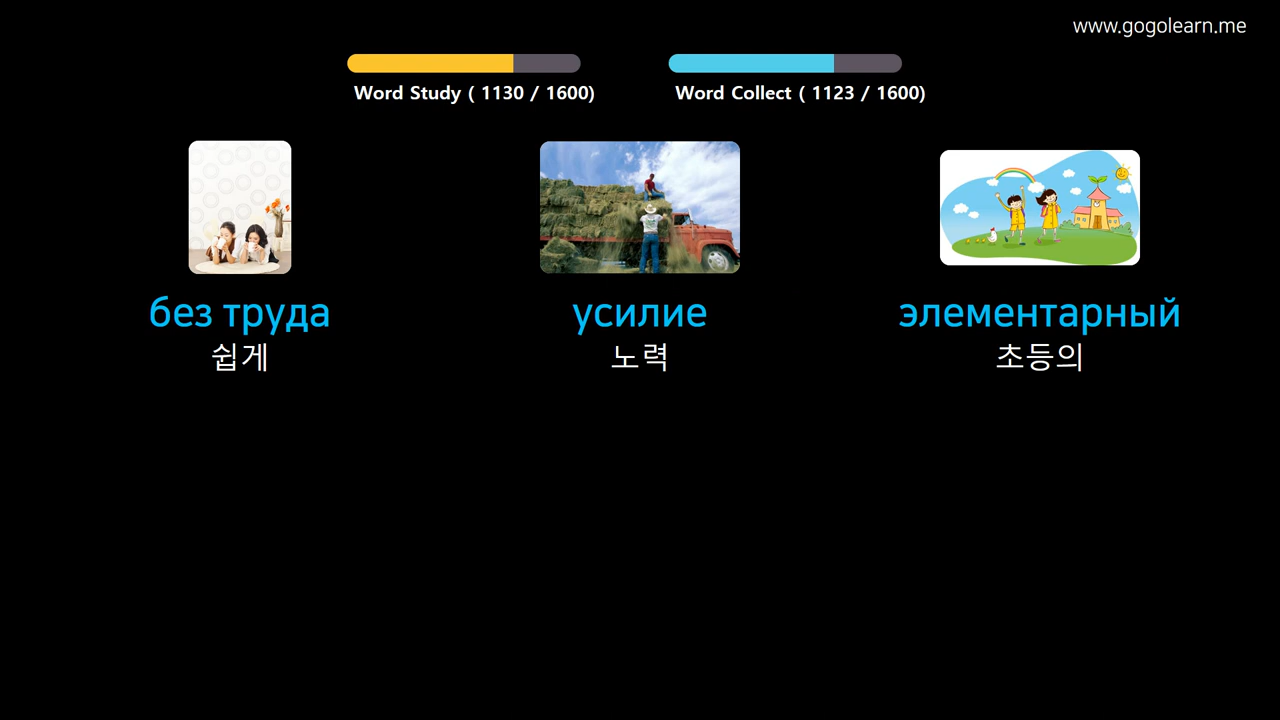 www.gogolearn.me
Word Study ( 1130 / 1600)
Word Collect ( 1123 / 1600)
без труда
쉽게
усилие
노력
элементарный
초등의